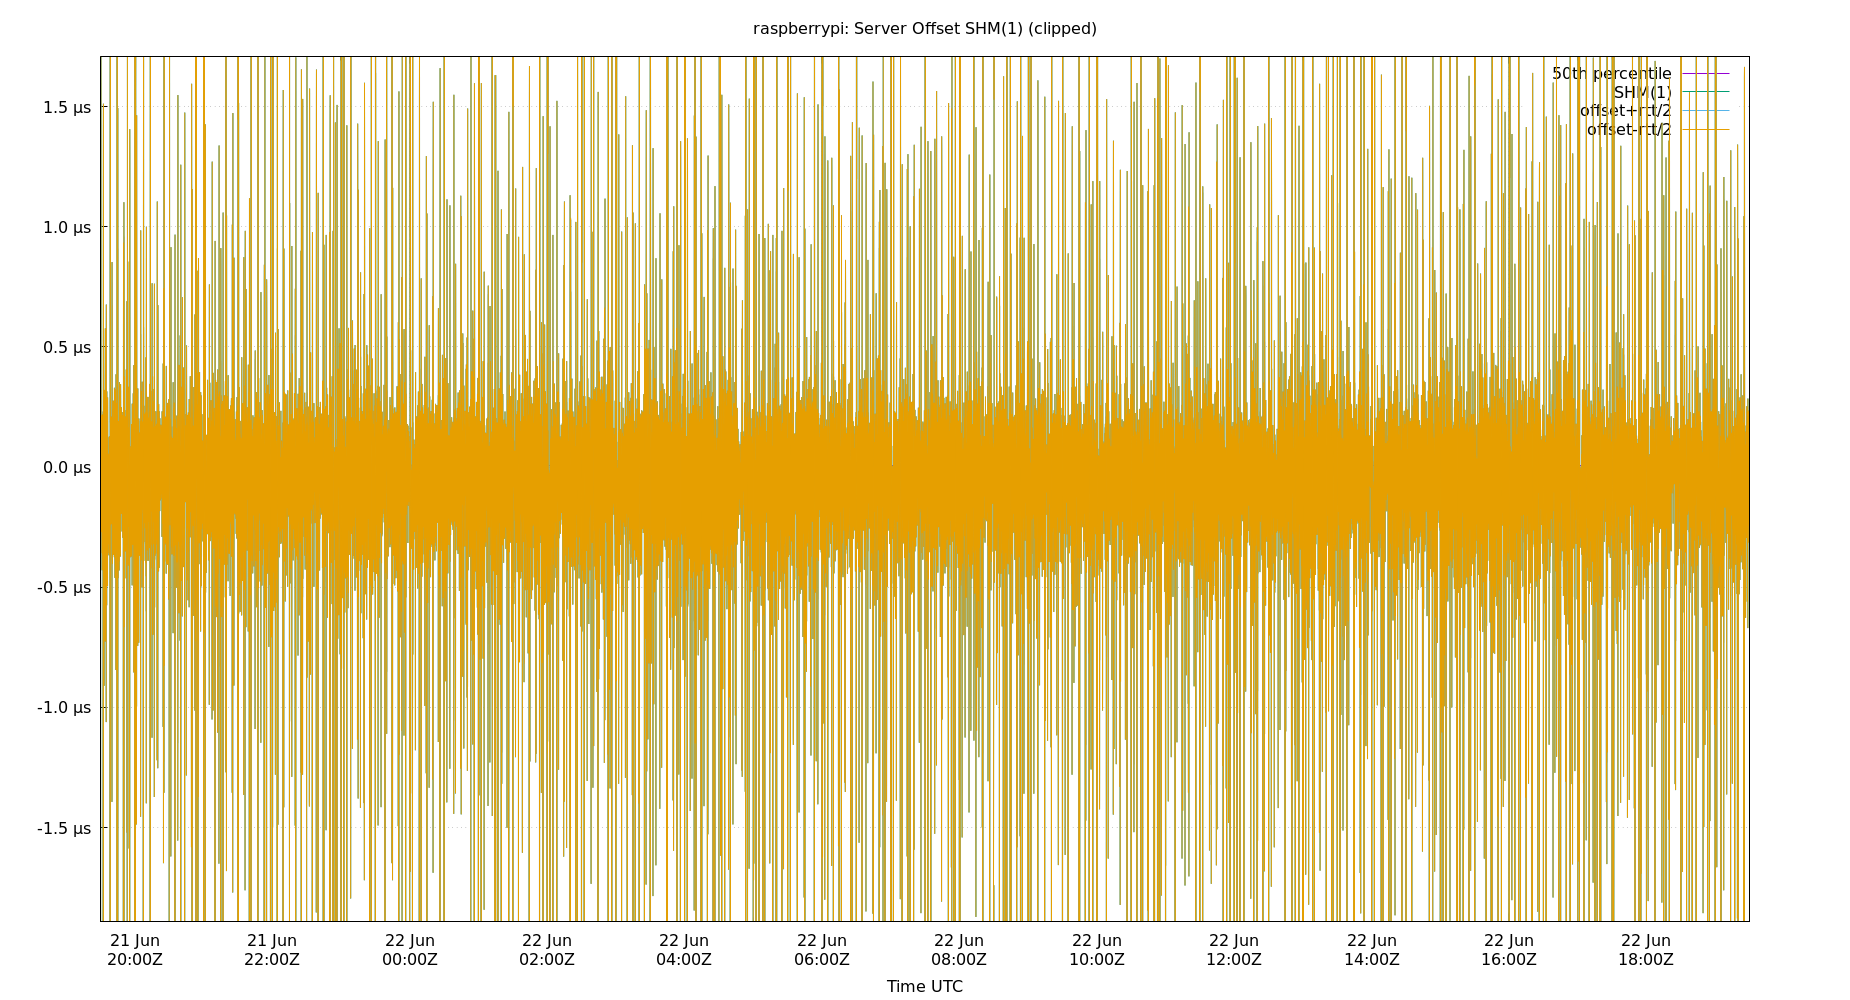 raspberrypi: Server Offset SHM(1) (clipped)
50th percentile
SHM(1)
offset+rtt/2
offset-rtt/2
1.5 µs
1.0 µs
0.5 µs
0.0 µs
-0.5 µs
-1.0 µs
-1.5 µs
21 Jun 21 Jun 22 Jun 22 Jun 22 Jun 22 Jun 22 Jun 22 Jun 22 Jun 22 Jun 22 Jun 22 Jun
20:00Z 22:00Z 00:00Z 02:00Z 04:00Z 06:00Z 08:00Z 10:00Z 12:00Z 14:00Z 16:00Z 18:00Z
Time UTC